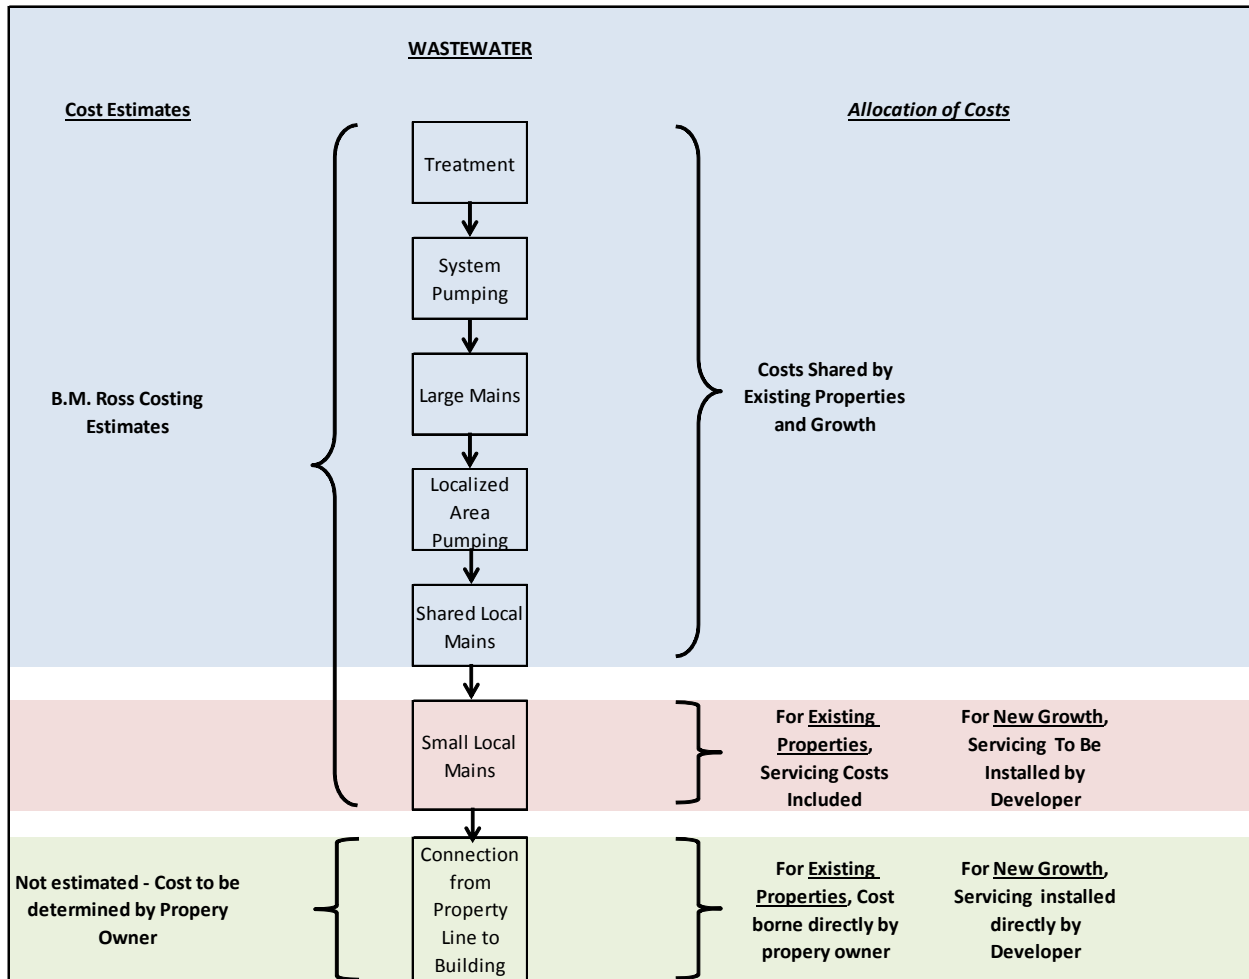 WASTEWATER
Cost Estimates
Allocation of Costs
Treatment
System
Pumping
Large Mains
Localized
Area
Pumping
Shared Local
Mains
B.M. Ross Costing
Estimates
Costs Shared by
Existing Properties
and Growth
Small Local
Mains
For Existing
Properties,
Servicing Costs
Included
For New Growth,
Servicing To Be
Installed by
Developer
Not estimated - Cost to be
determined by Propery
Owner
Connection
from
Property
Line to
Building
For Existing
Properties, Cost
borne directly by
propery owner
For New Growth,
Servicing installed
directly by
Developer